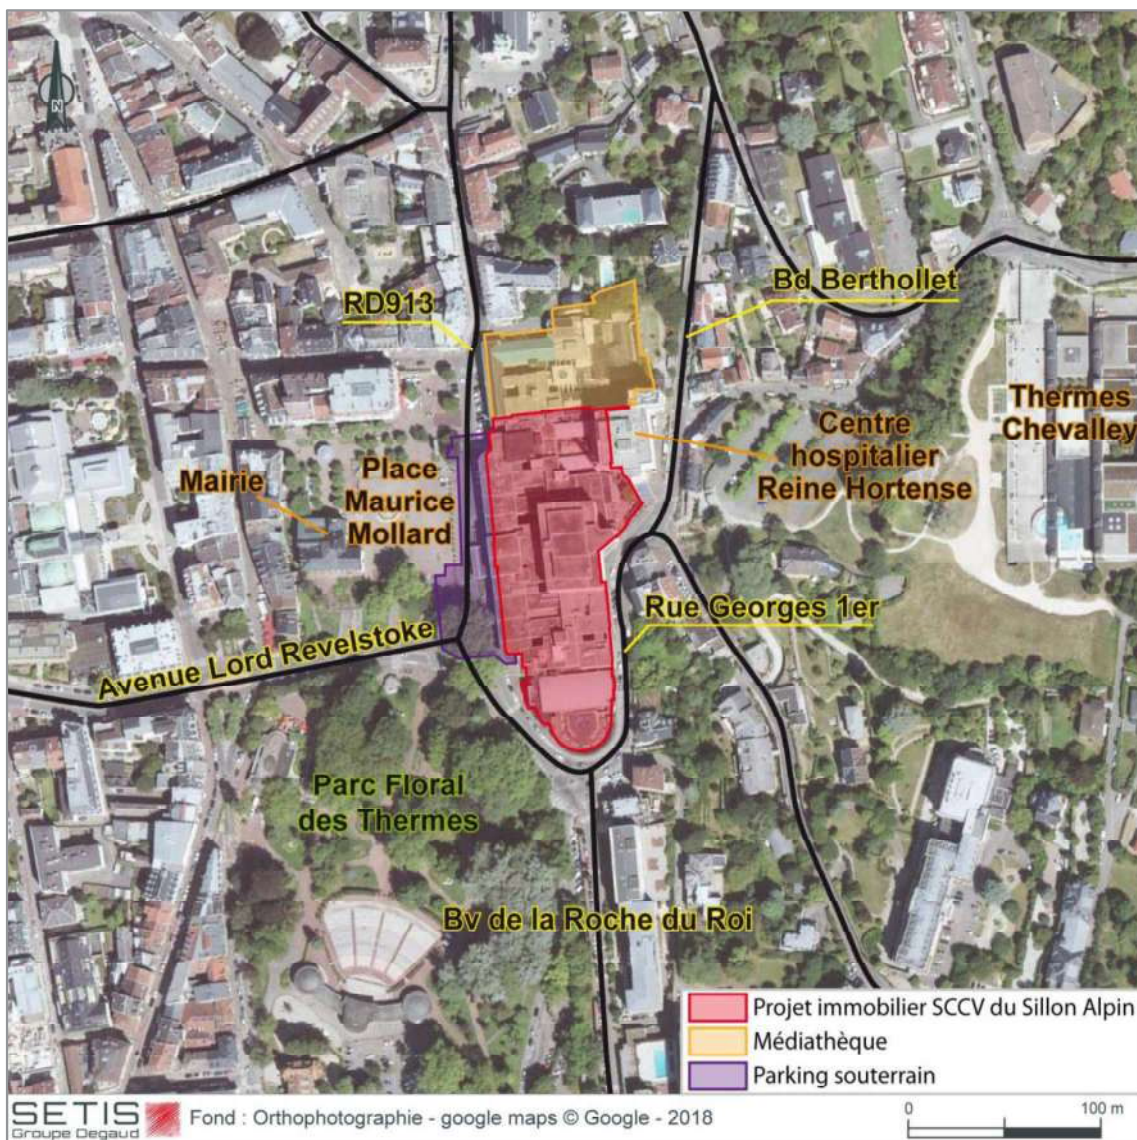 N
Bd Berthollet
RD913
Thermes
Chevalley
Centre
hospitalier
Reine Hortense
Place
Maurice
Mollard
Mairie
Rue Georges 1er
Avenue Lord Revelstoke
Parc Floral
des Thermes
Bv de la Roche du Roi
Projet immobilier SCCV du Sillon Alpin
Médiathèque
Parking souterrain
SETIS
Groupe Degaud
Fond : Orthophotographie - google maps © Google - 2018
0 100 m